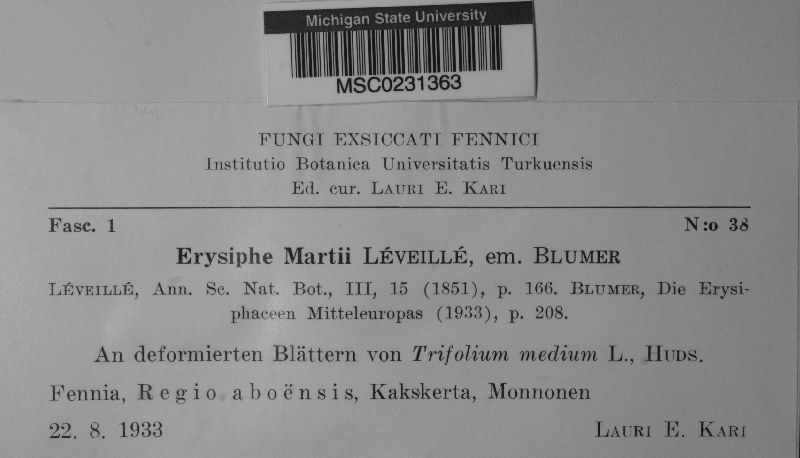 Michigan State University
MSC0231363
FUNGI EXSICCATI FENNICI
Institutio Botanica Universitatis Turkuensis
Ed. cur. LAURI E. KARI
Fasc. 1 N:o 38
Erysiphe Martii LÉVEILLÉ, em. BLUMER
LÉVEILLÉ, Ann. Sc. Nat. Bot., III, 15 (1851), p. 166. BLUMER, Die Erysi-
phaceen Mitteleuropas (1933), p. 208.
An deformierten Blättern von Trifolium medium L., HUDS.
Fennia, Regio aboënsis, Kakskerta, Monnonen
22. 8. 1933 LAURI E. KARI